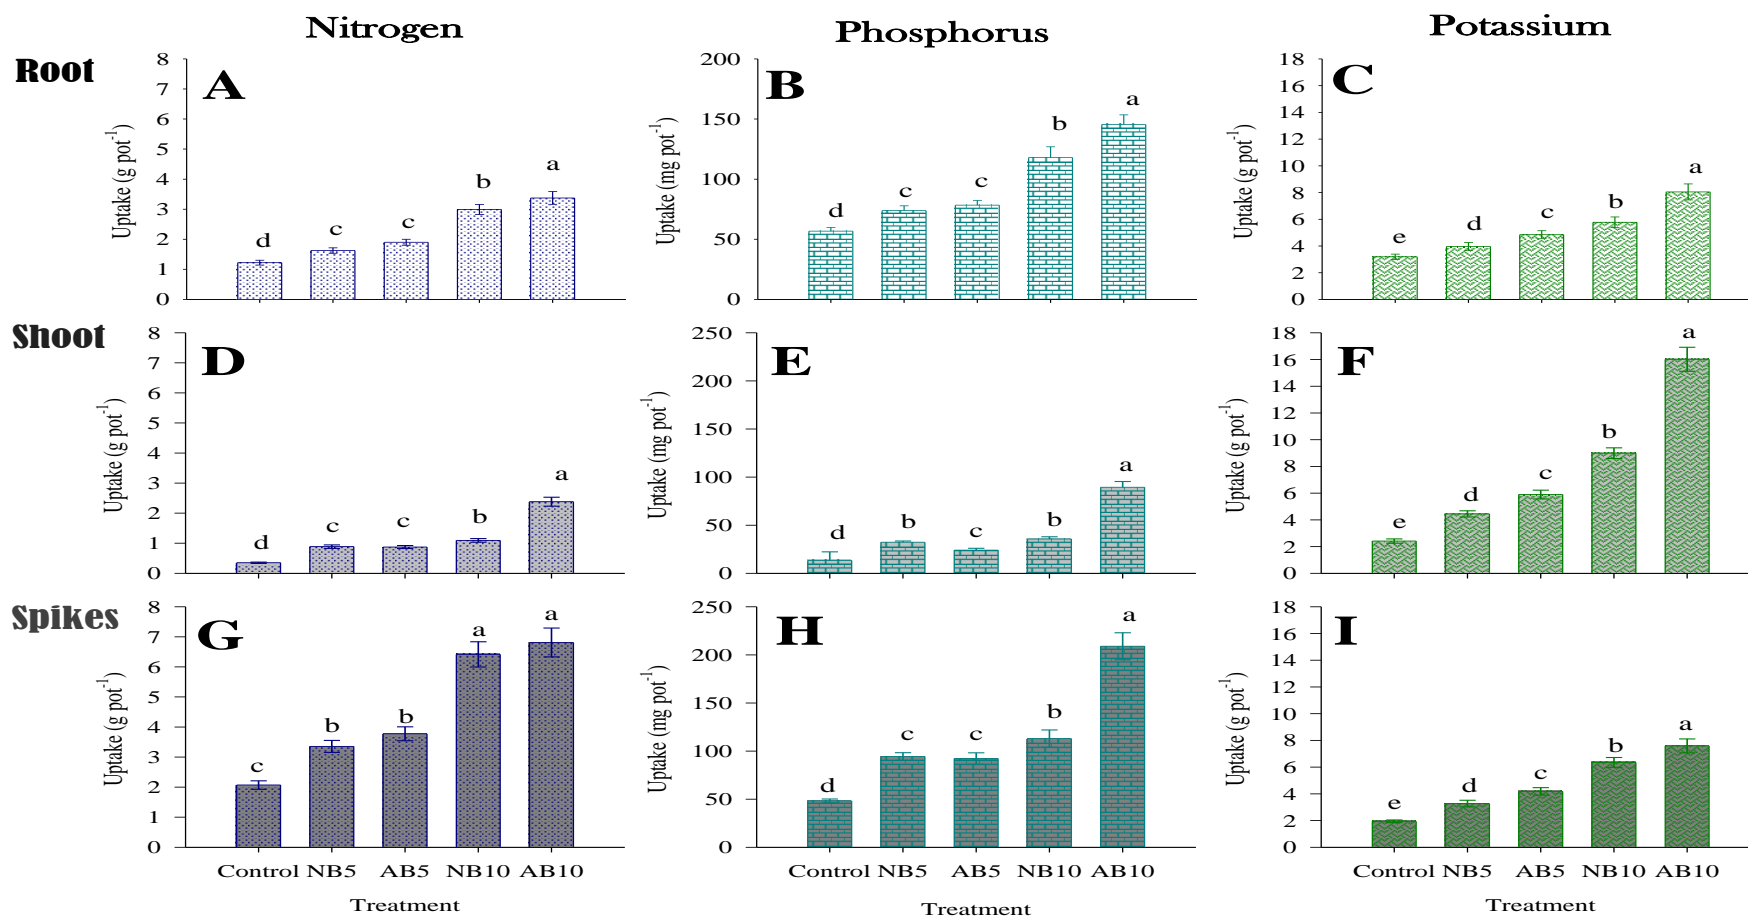 Nitrogen
Phosphorus
Potassium
Root
A
Uptake (g pot⁻¹)
8
7
6
5
4
3
2
1
0
d
c
c
b
a
B
Uptake (mg pot⁻¹)
200
150
100
50
0
d
c
c
b
a
C
Uptake (g pot⁻¹)
18
16
14
12
10
8
6
4
2
0
e
d
c
b
a
Shoot
D
Uptake (g pot⁻¹)
8
7
6
5
4
3
2
1
0
d
c
c
b
a
E
Uptake (mg pot⁻¹)
250
200
150
100
50
0
d
b
c
b
a
F
Uptake (g pot⁻¹)
18
16
14
12
10
8
6
4
2
0
e
d
c
b
a
Spikes
G
Uptake (g pot⁻¹)
8
7
6
5
4
3
2
1
0
c
b
b
a
a
Control NB5 AB5 NB10 AB10
Treatment
H
Uptake (mg pot⁻¹)
250
200
150
100
50
0
d
c
c
b
a
Control NB5 AB5 NB10 AB10
Treatment
I
Uptake (g pot⁻¹)
18
16
14
12
10
8
6
4
2
0
e
d
c
b
a
Control NB5 AB5 NB10 AB10
Treatment